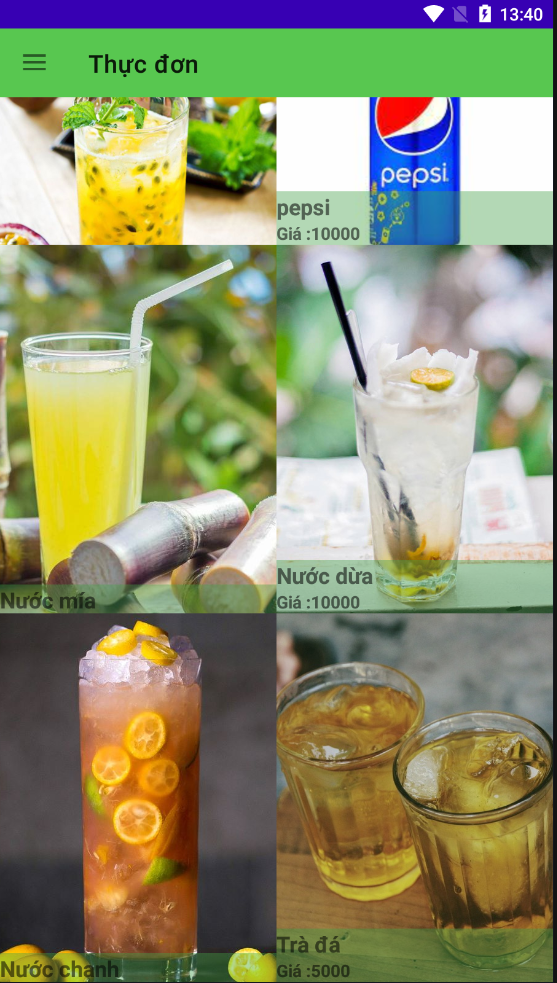 13:40
Thực đơn
pepsi
pepsi
Giá :10000
Nước mía
Nước dừa
Giá :10000
Nước chanh
Trà đá
Giá :5000